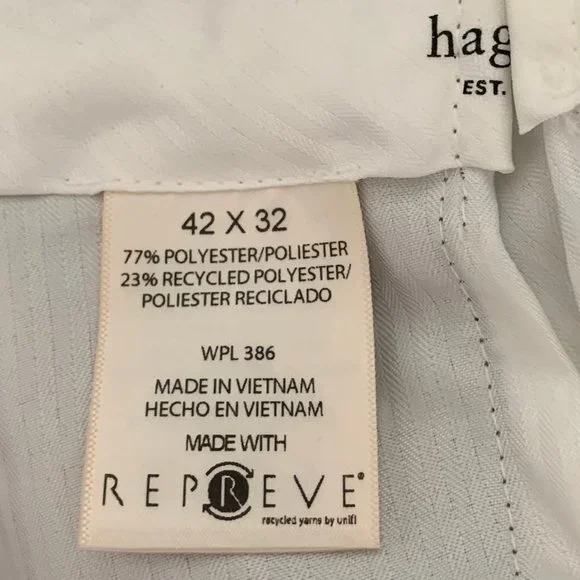 hag
EST.
42 X 32
77% POLYESTER/POLIESTER
23% RECYCLED POLYESTER/
POLIESTER RECICLADO
WPL 386
MADE IN VIETNAM
HECHO EN VIETNAM
MADE WITH
REPREVE®
recycled yarns by unifi